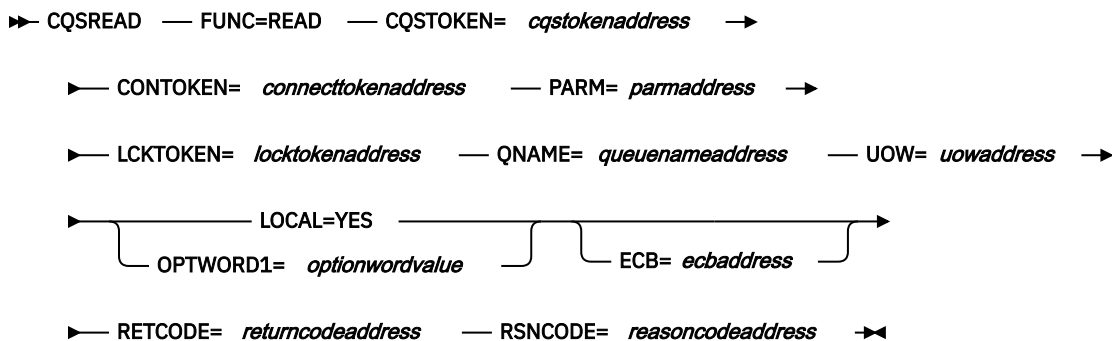 CQSREAD FUNC=READ CQSTOKEN= cqstokenaddress
CONTOKEN= connecttokenaddress PARM= parmaddress
LCKTOKEN= locktokenaddress QNAME= queuenameaddress UOW= uowaddress
LOCAL=YES
OPTWORD1= optionwordvalue ECB= ecbaddress
RETCODE= returncodeaddress RSNCODE= reasoncodeaddress